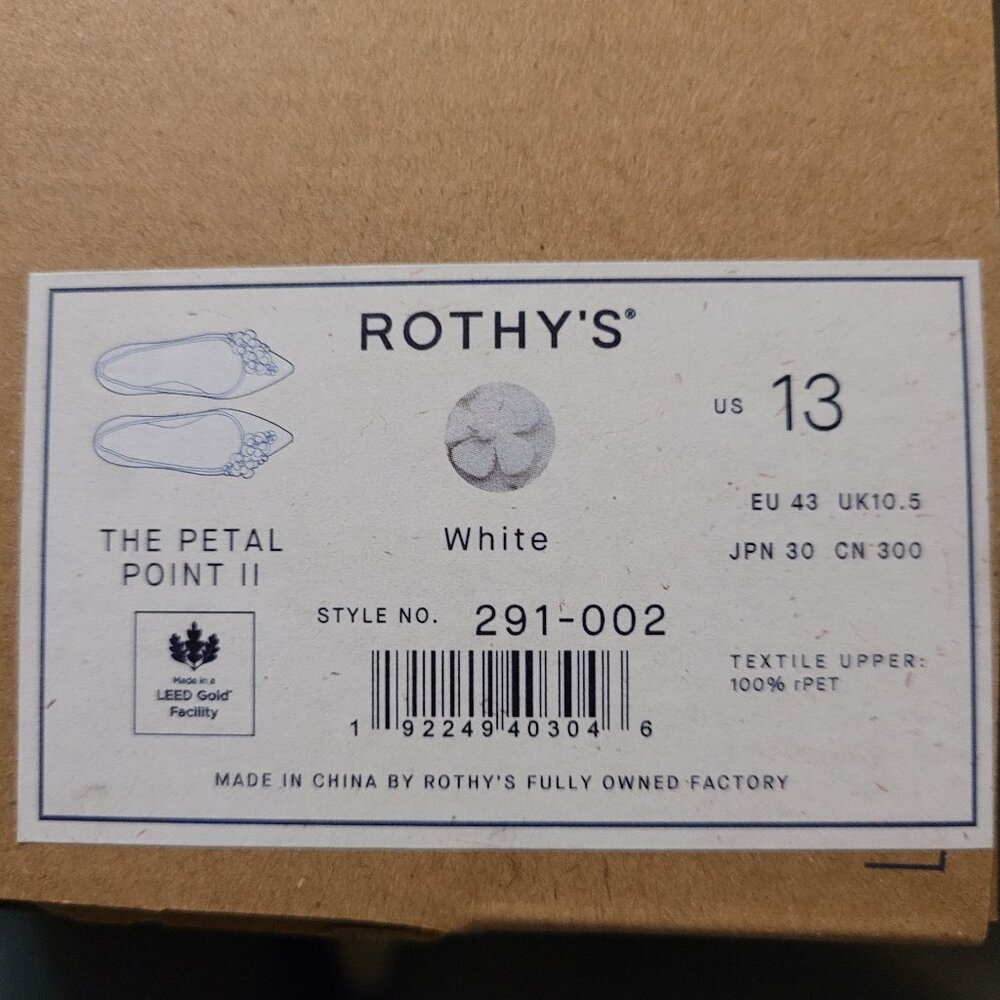 ROTHY'S®
US 13
EU 43 UK10.5
JPN 30 CN 300
White
THE PETAL
POINT II
STYLE NO. 291-002
Made in a
LEED Gold®
Facility
TEXTILE UPPER:
100% rPET
1 92249 40304 6
MADE IN CHINA BY ROTHY'S FULLY OWNED FACTORY